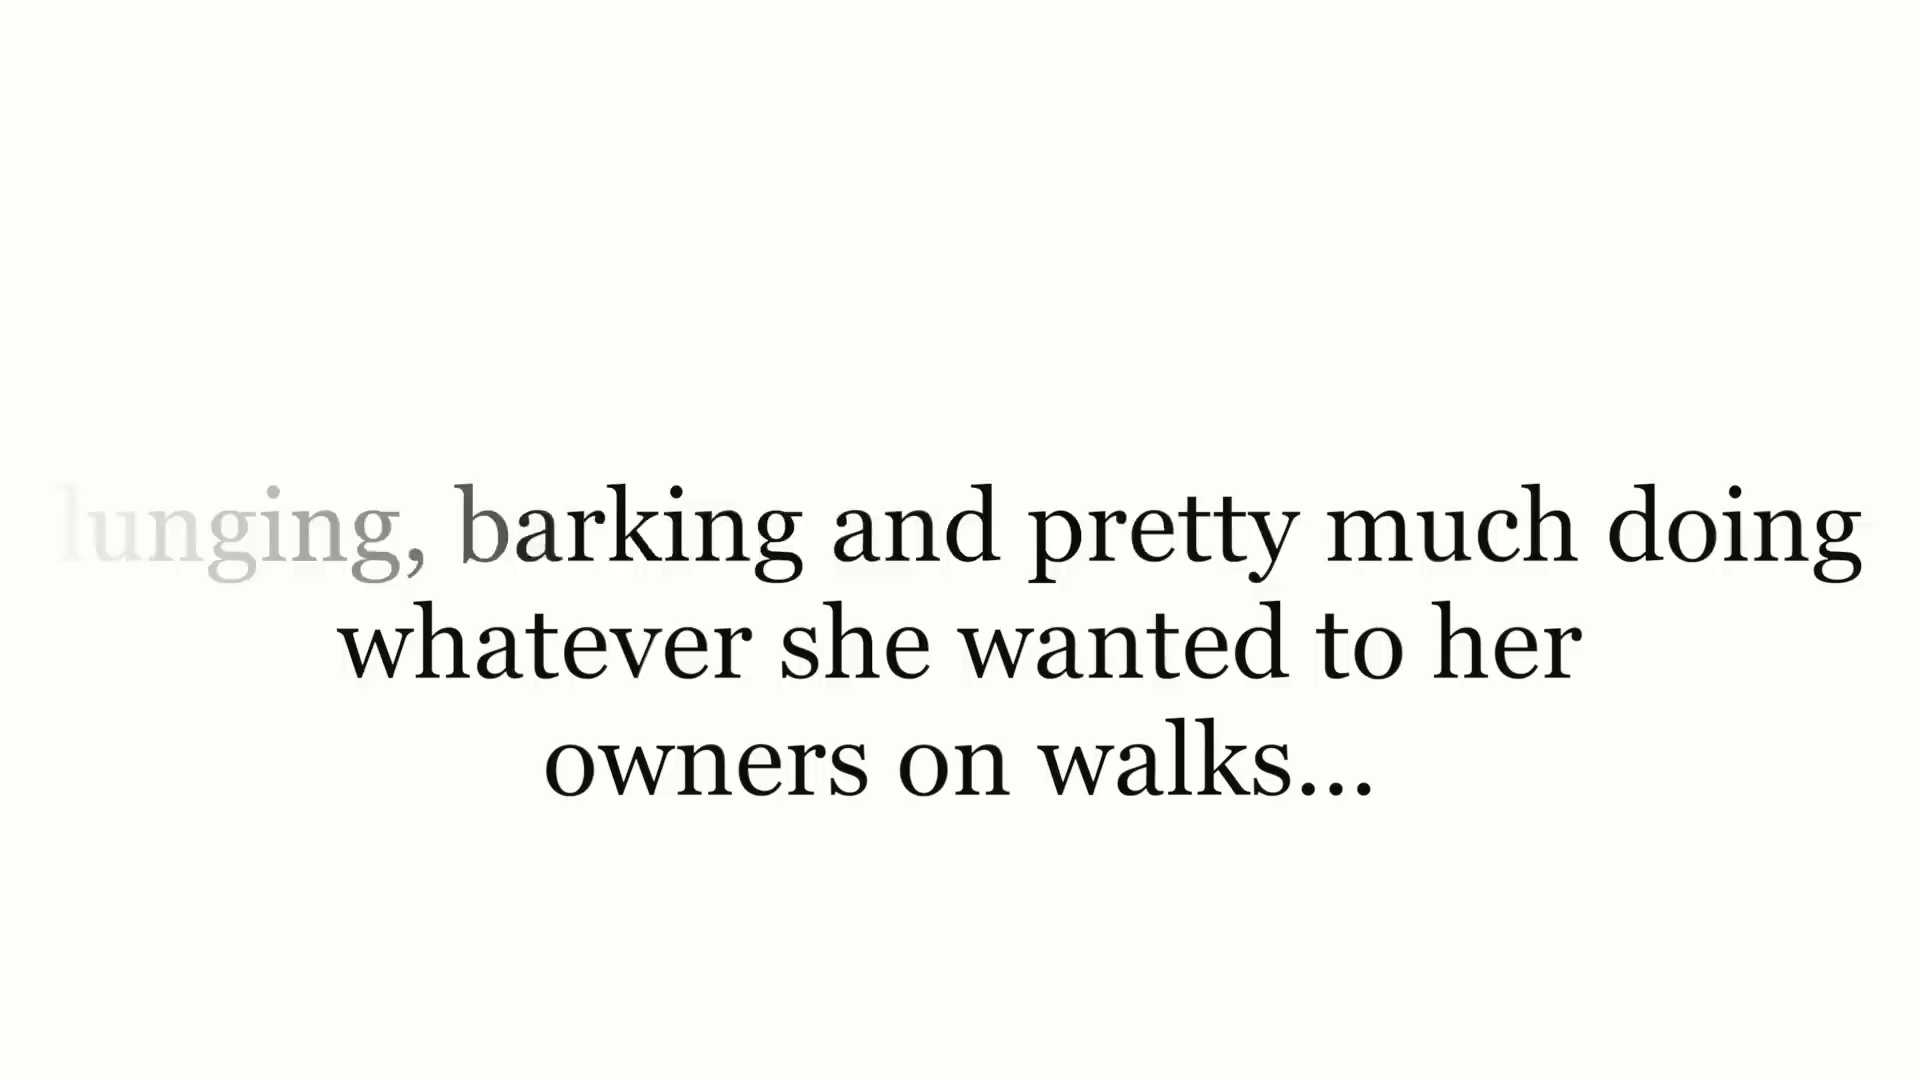 lunging, barking and pretty much doing
whatever she wanted to her
owners on walks...